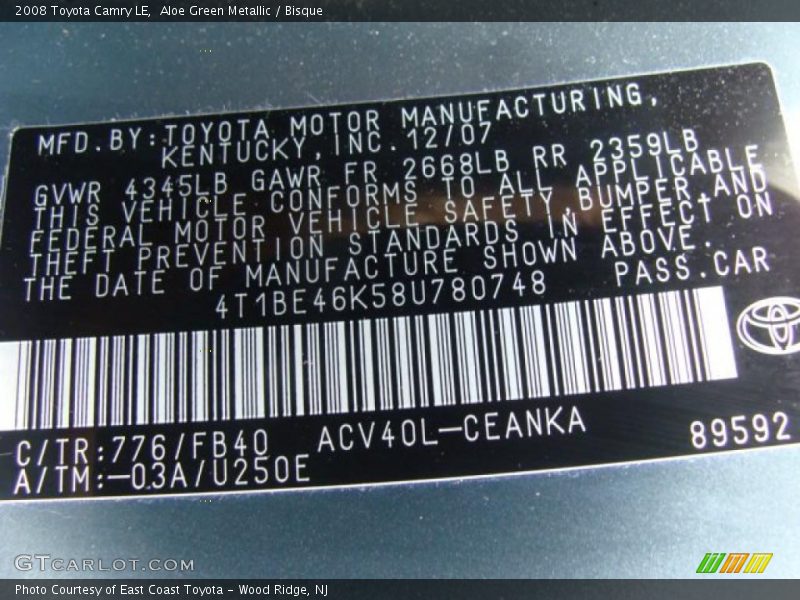 2008 Toyota Camry LE,  Aloe Green Metallic / Bisque
MFD.BY:TOYOTA MOTOR MANUFACTURING,
KENTUCKY,INC.12/07
GVWR 4345LB GAWR FR 2668LB RR 2359LB
THIS VEHICLE CONFORMS TO ALL APPLICABLE
FEDERAL MOTOR VEHICLE SAFETY,BUMPER AND
THEFT PREVENTION STANDARDS IN EFFECT ON
THE DATE OF MANUFACTURE SHOWN ABOVE.
4T1BE46K58U780748 PASS.CAR
C/TR:776/FB40 ACV40L-CEANKA 89592
A/TM:-03A/U250E
GTCARLOT.COM
Photo Courtesy of East Coast Toyota - Wood Ridge, NJ